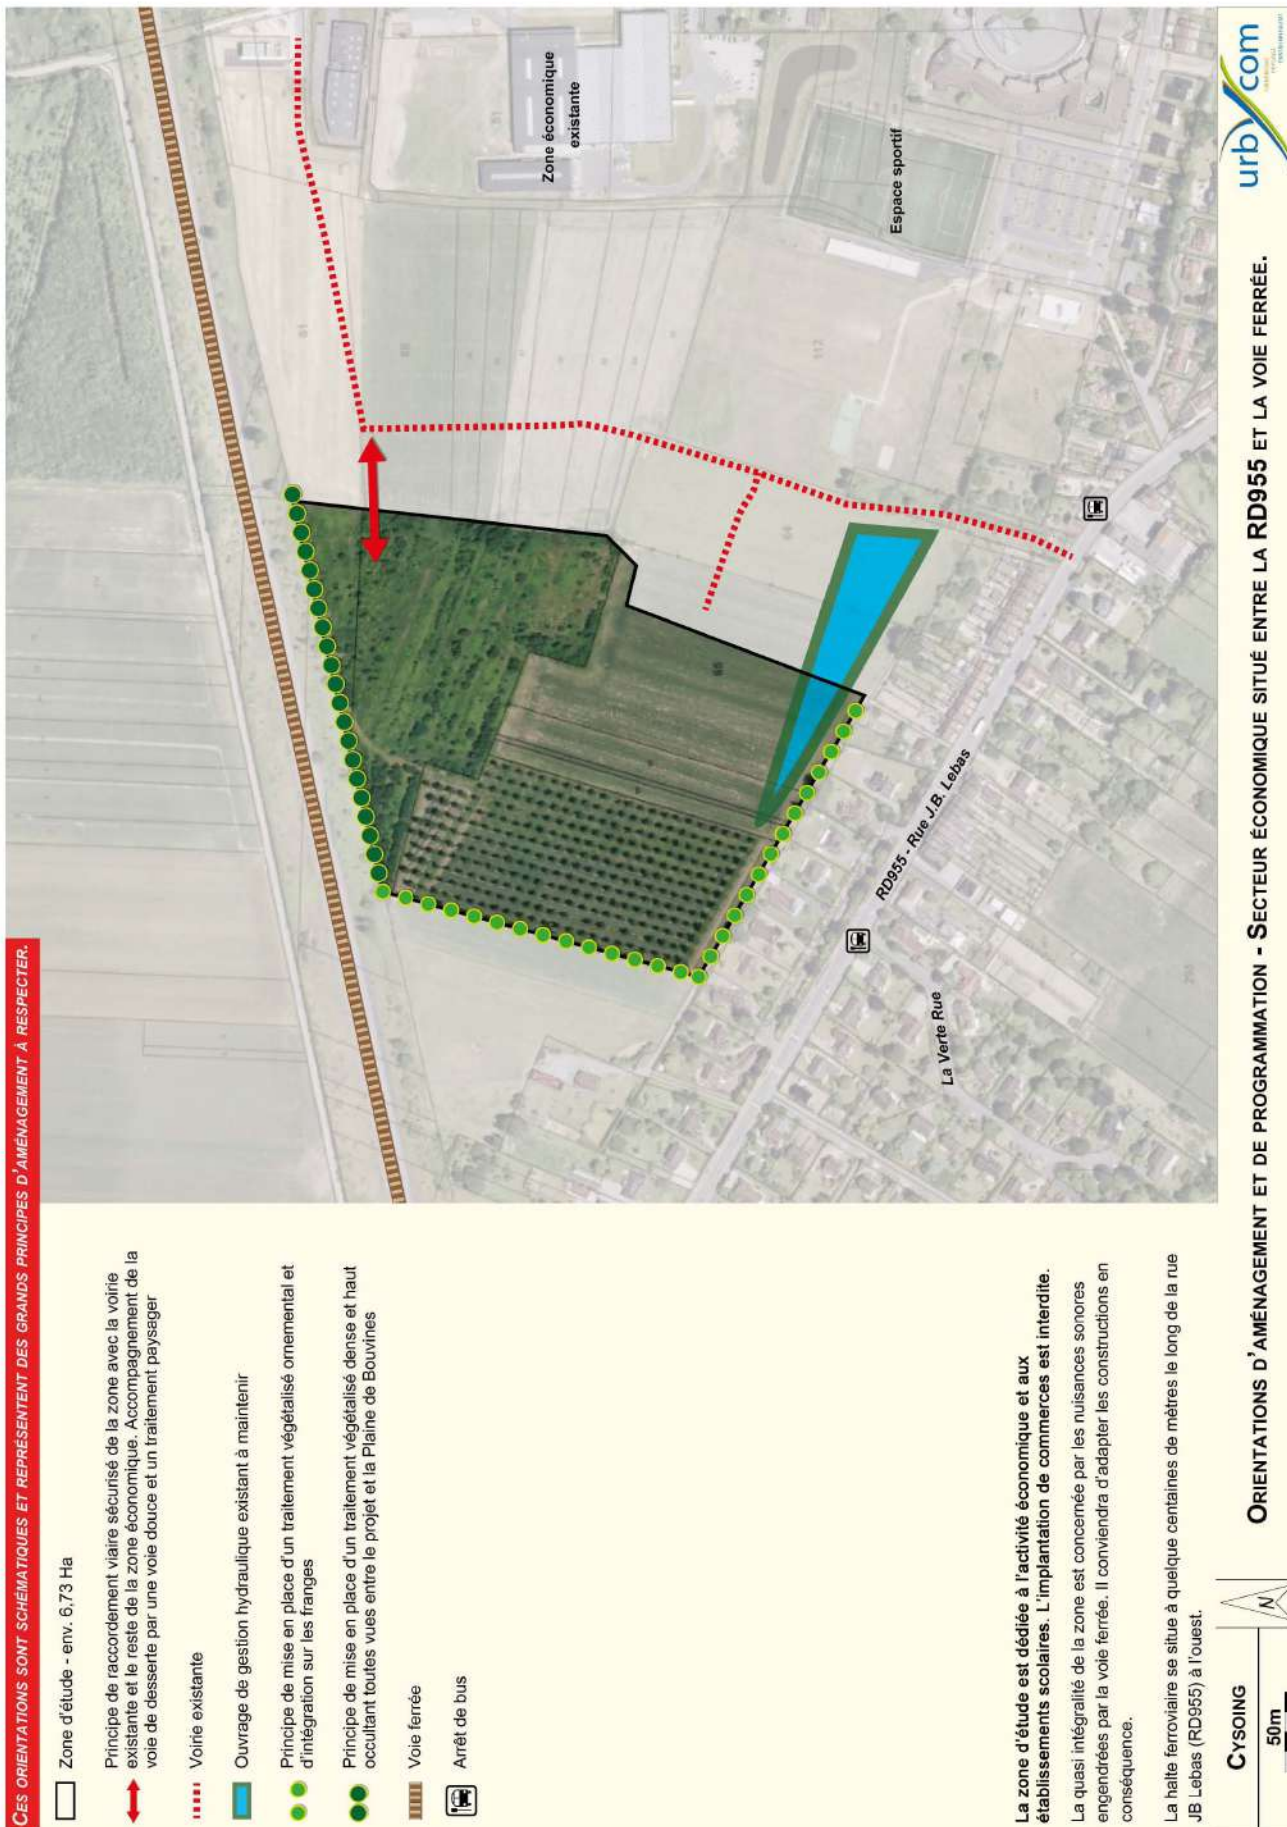 CES ORIENTATIONS SONT SCHÉMATIQUES ET REPRÉSENTENT DES GRANDS PRINCIPES D'AMÉNAGEMENT À RESPECTER.
Zone d'étude - env. 6,73 Ha
Principe de raccordement viaire sécurisé de la zone avec la voirie
existante et le reste de la zone économique. Accompagnement de la
voie de desserte par une voie douce et un traitement paysager
Voirie existante
Ouvrage de gestion hydraulique existant à maintenir
Principe de mise en place d'un traitement végétalisé ornemental et
d'intégration sur les franges
Principe de mise en place d'un traitement végétalisé dense et haut
occultant toutes vues entre le projet et la Plaine de Bouvines
Voie ferrée
Arrêt de bus
La zone d'étude est dédiée à l'activité économique et aux
établissements scolaires. L'implantation de commerces est interdite.
La quasi intégralité de la zone est concernée par les nuisances sonores
engendrées par la voie ferrée. Il conviendra d'adapter les constructions en
conséquence.
La halte ferroviaire se situe à quelque centaines de mètres le long de la rue
JB Lebas (RD955) à l'ouest.
Zone économique
existante
Espace sportif
RD955 - Rue J.B. Lebas
La Verte Rue
CYSOING
50m
N
ORIENTATIONS D'AMÉNAGEMENT ET DE PROGRAMMATION - SECTEUR ÉCONOMIQUE SITUÉ ENTRE LA RD955 ET LA VOIE FERRÉE.
urbycom